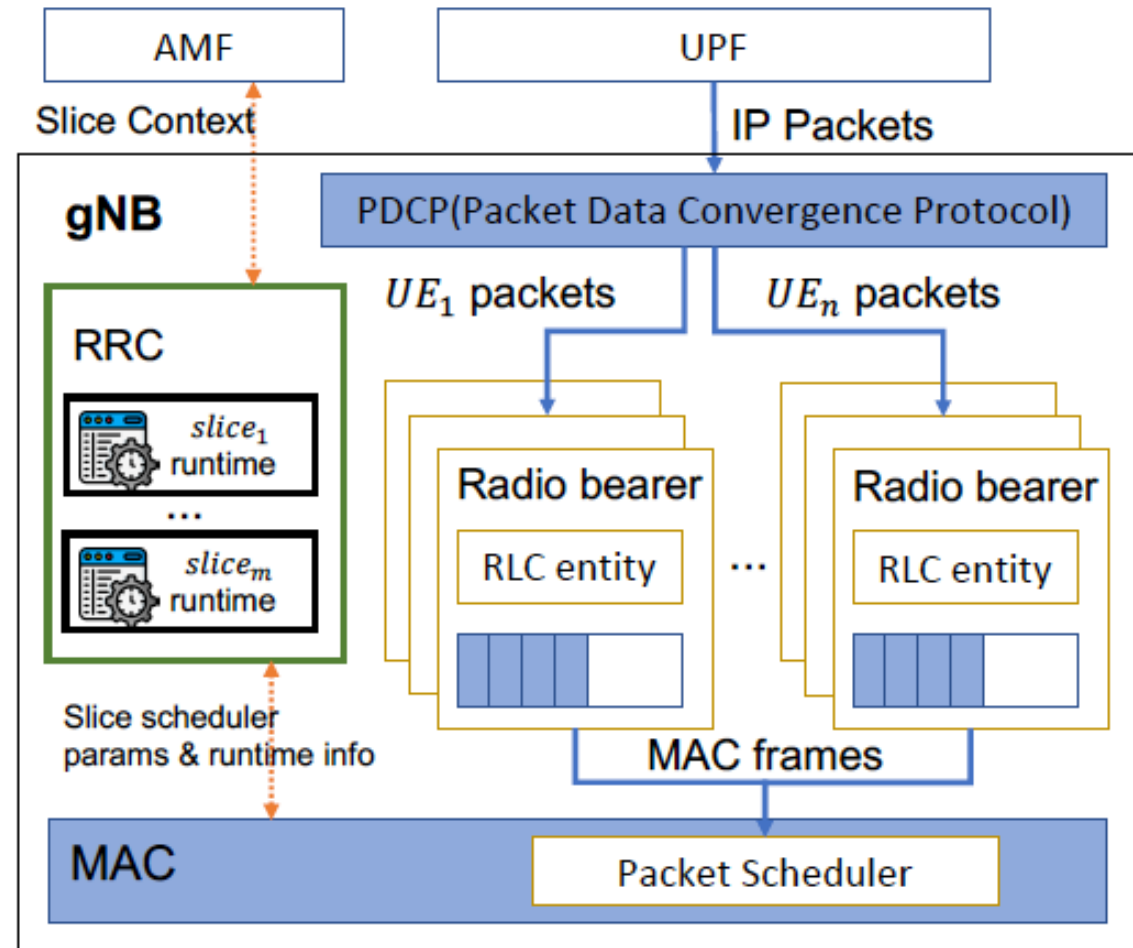 AMF
UPF
Slice Context
IP Packets
gNB
PDCP(Packet Data Convergence Protocol)
UE₁ packets
UEₙ packets
RRC
slice₁
runtime
...
sliceₘ
runtime
Radio bearer
RLC entity
...
Radio bearer
RLC entity
Slice scheduler
params & runtime info
MAC frames
MAC
Packet Scheduler